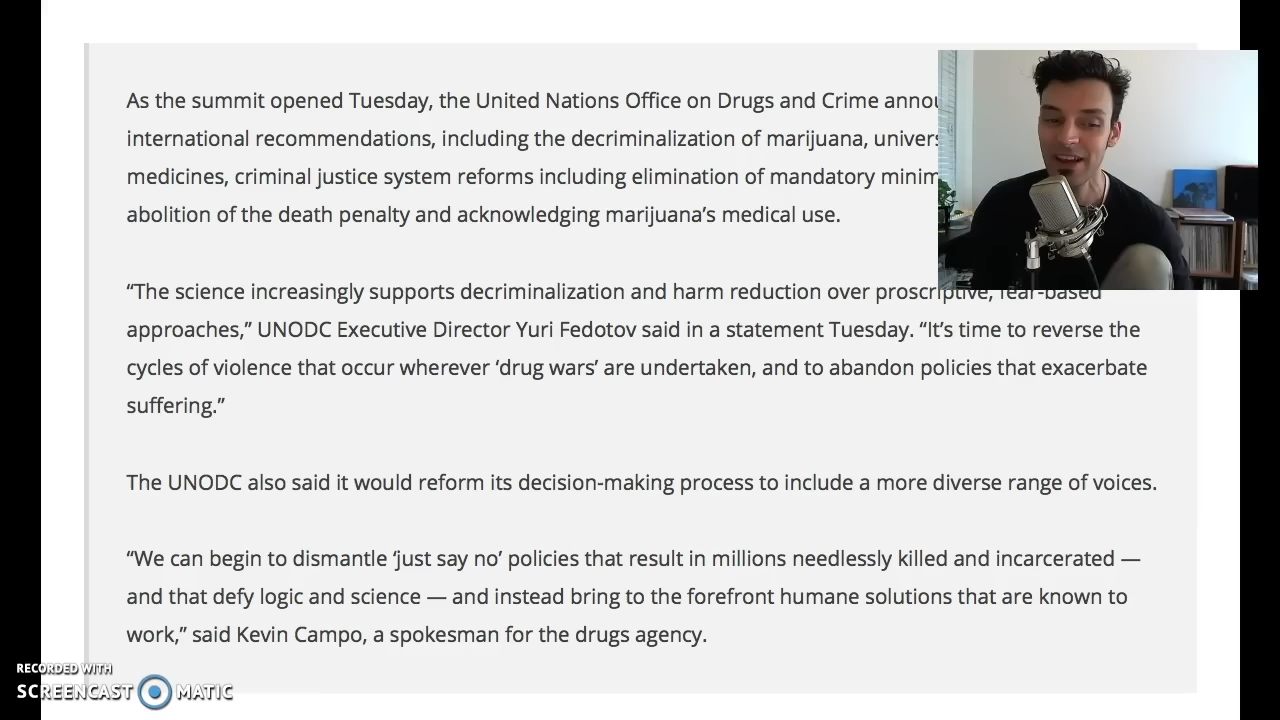 As the summit opened Tuesday, the United Nations Office on Drugs and Crime
international recommendations, including the decriminalization of marijuana,
medicines, criminal justice system reforms including elimination of mandatory
abolition of the death penalty and acknowledging marijuana’s medical use.
“The science increasingly supports decriminalization and harm reduction over proscriptive, fear-based
approaches,” UNODC Executive Director Yuri Fedotov said in a statement Tuesday. “It’s time to reverse the
cycles of violence that occur wherever ‘drug wars’ are undertaken, and to abandon policies that exacerbate
suffering.”
The UNODC also said it would reform its decision-making process to include a more diverse range of voices.
“We can begin to dismantle ‘just say no’ policies that result in millions needlessly killed and incarcerated —
and that defy logic and science — and instead bring to the forefront humane solutions that are known to
work,” said Kevin Campo, a spokesman for the drugs agency.
RECORDED WITH
SCREENCAST MATIC